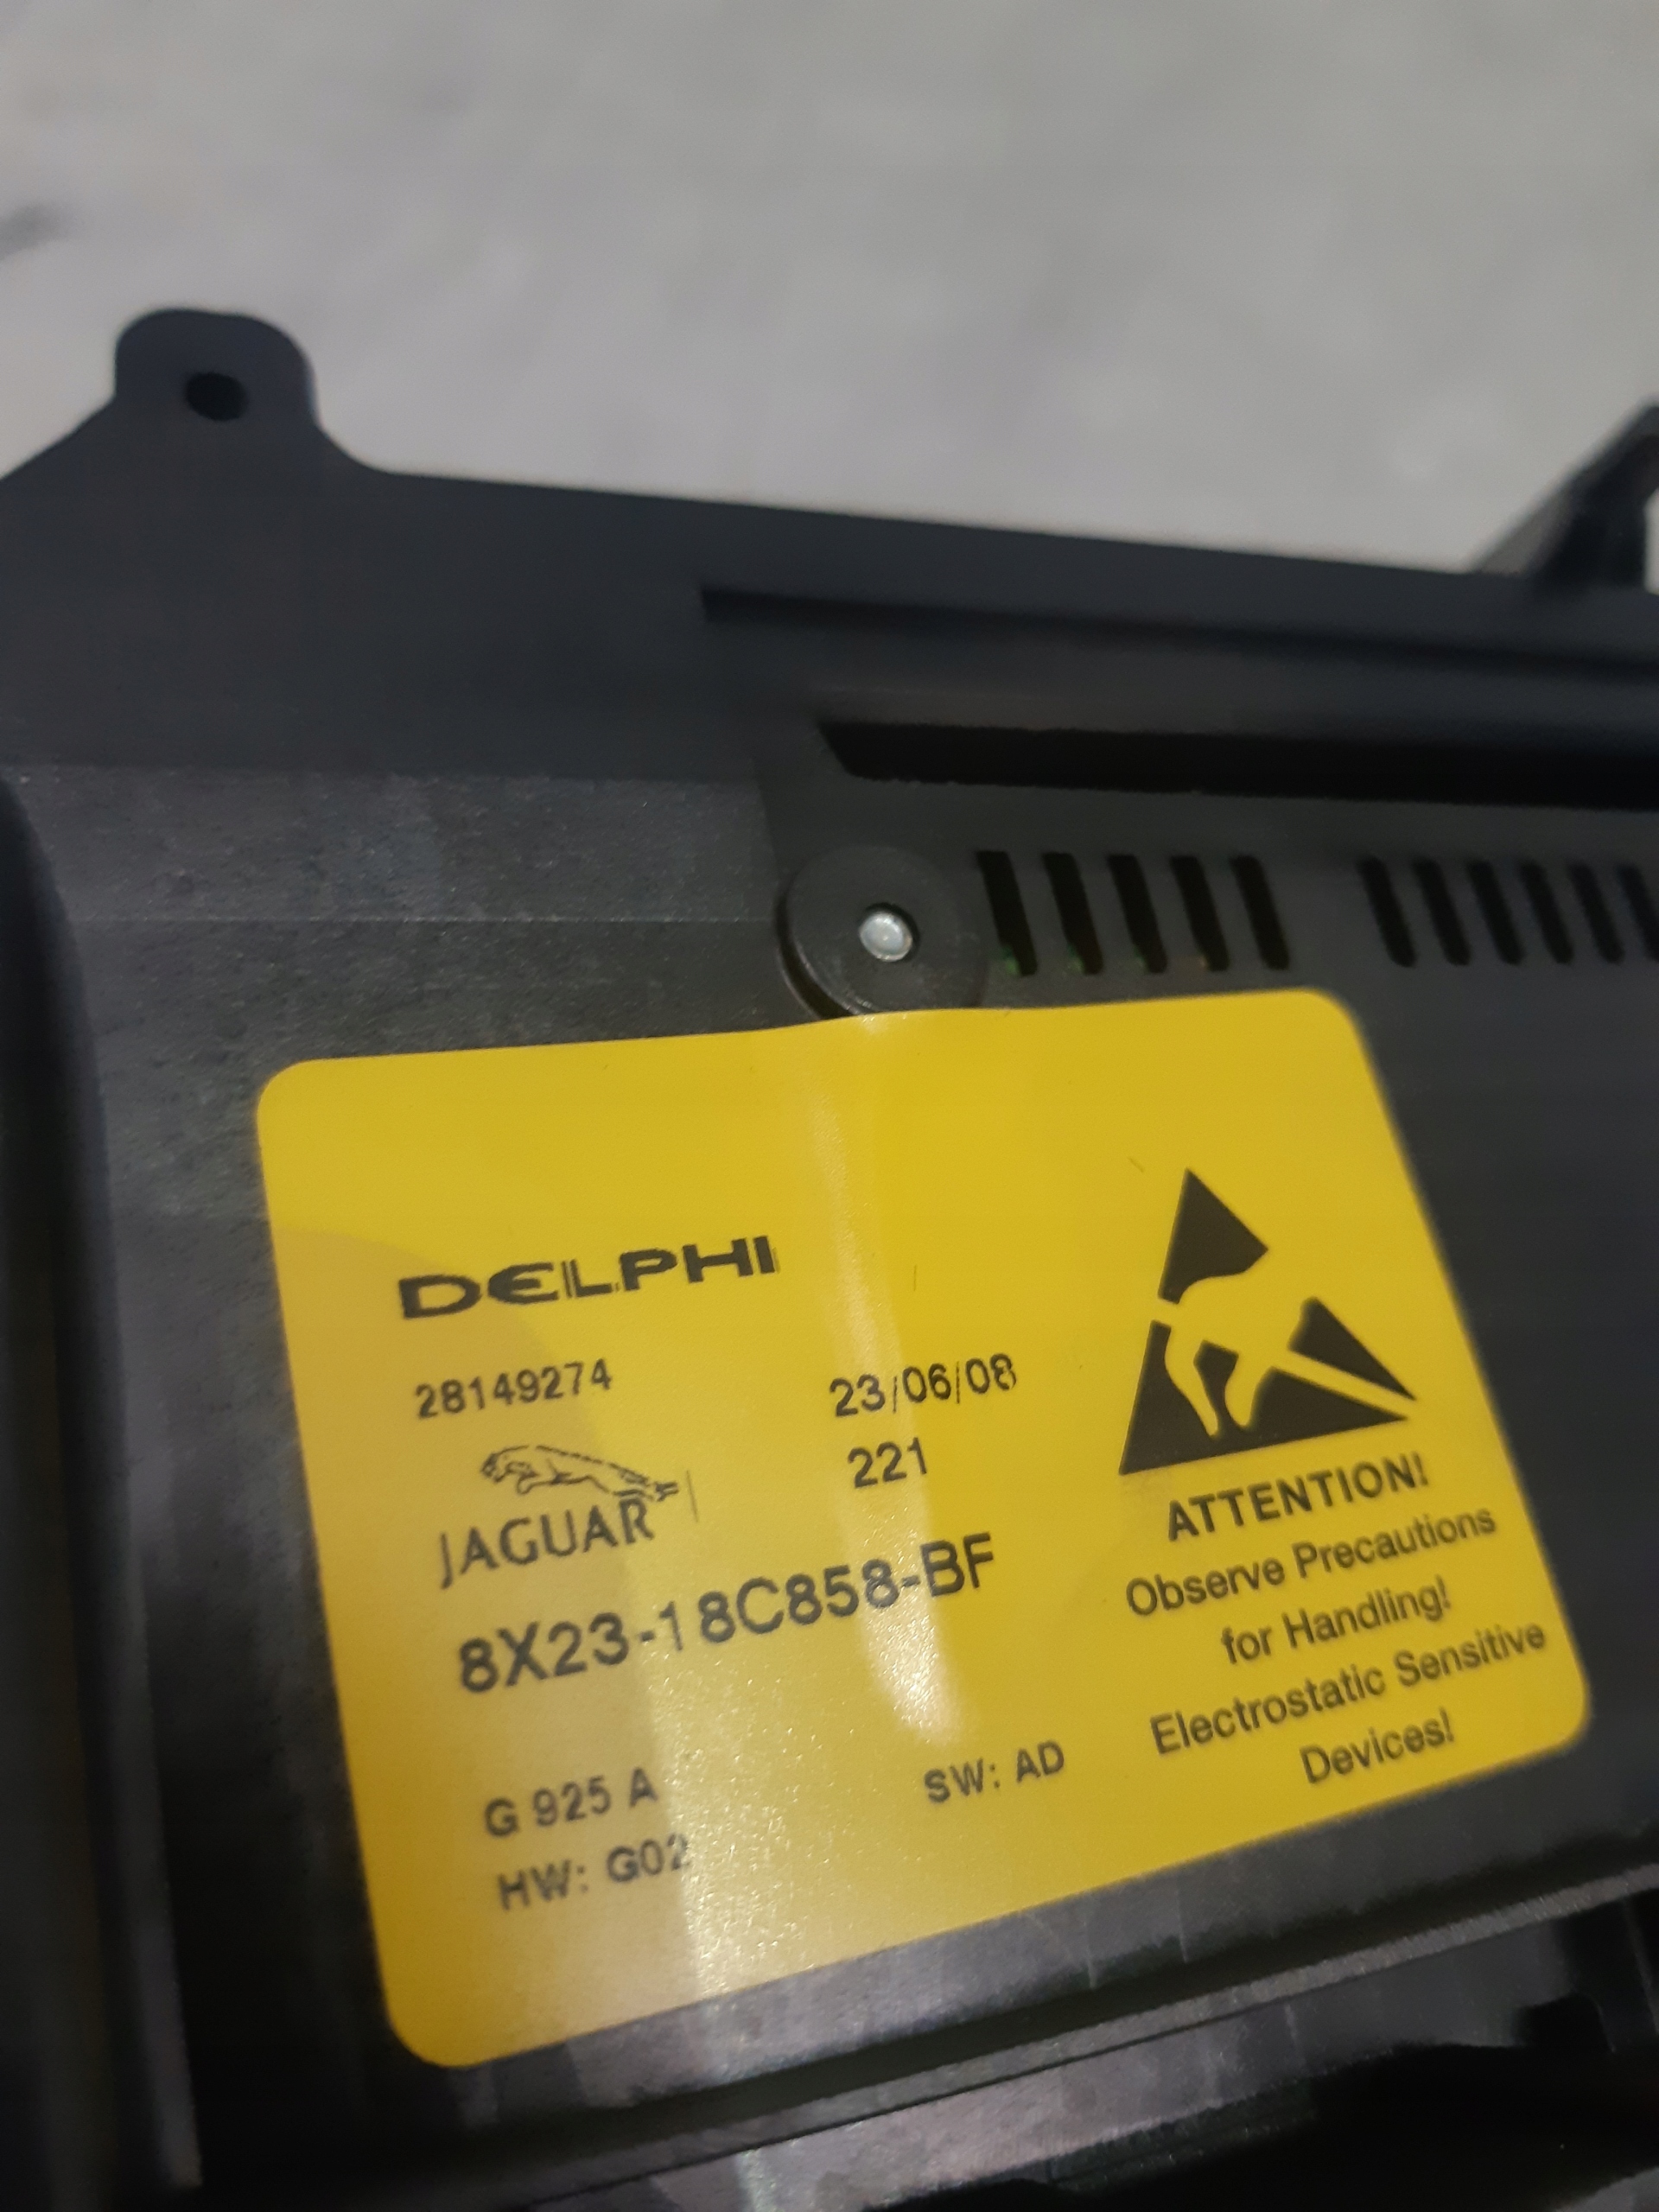 DELPHI
28149274 23/06/08
JAGUAR 221
8X23-18C858-BF
G 925 A SW: AD
HW: G02
ATTENTION!
Observe Precautions
for Handling!
Electrostatic Sensitive
Devices!